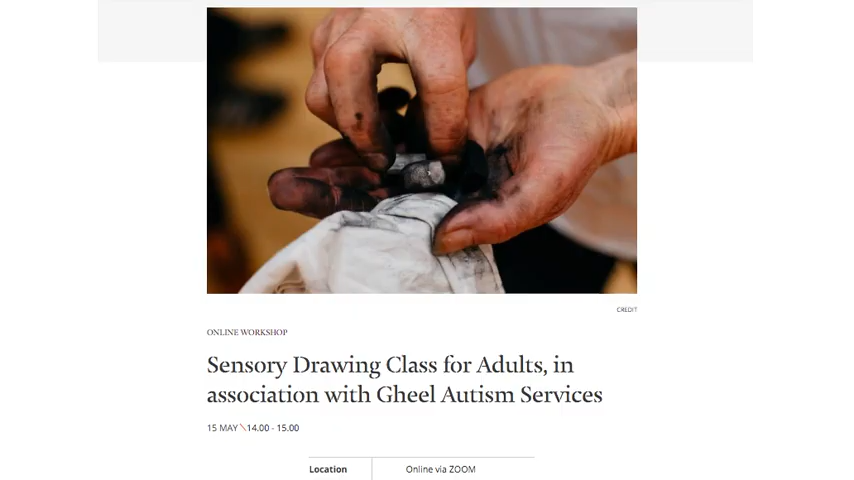 CREDIT
ONLINE WORKSHOP
Sensory Drawing Class for Adults, in
association with Gheel Autism Services
15 MAY \ 14.00 - 15.00
Location Online via ZOOM